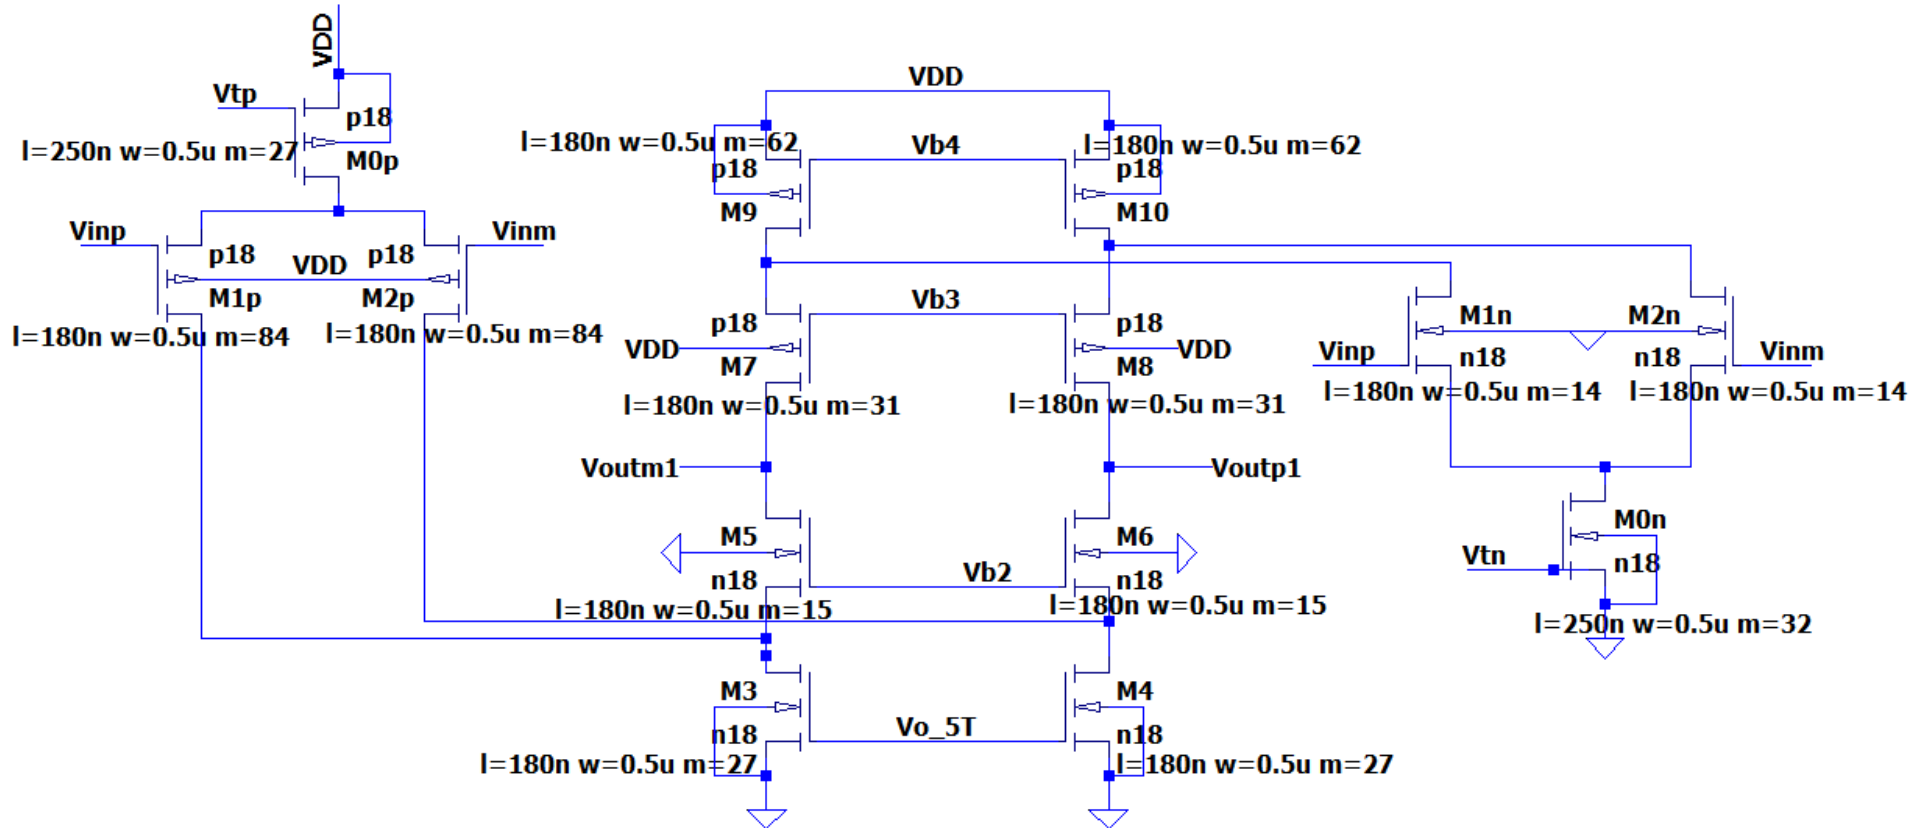 VDD
Vtp
p18
l=250n w=0.5u m=27
M0p
Vinp
Vinm
p18
p18
VDD
M1p
M2p
l=180n w=0.5u m=84
l=180n w=0.5u m=84
VDD
l=180n w=0.5u m=62
Vb4
l=180n w=0.5u m=62
p18
p18
M9
M10
Vb3
p18
p18
VDD
VDD
M7
M8
l=180n w=0.5u m=31
l=180n w=0.5u m=31
Voutm1
Voutp1
M5
M6
Vb2
n18
n18
l=180n w=0.5u m=15
l=180n w=0.5u m=15
M3
M4
Vo_5T
n18
n18
l=180n w=0.5u m=27
l=180n w=0.5u m=27
M1n
M2n
Vinp
n18
n18
Vinm
l=180n w=0.5u m=14
l=180n w=0.5u m=14
M0n
Vtn
n18
l=250n w=0.5u m=32